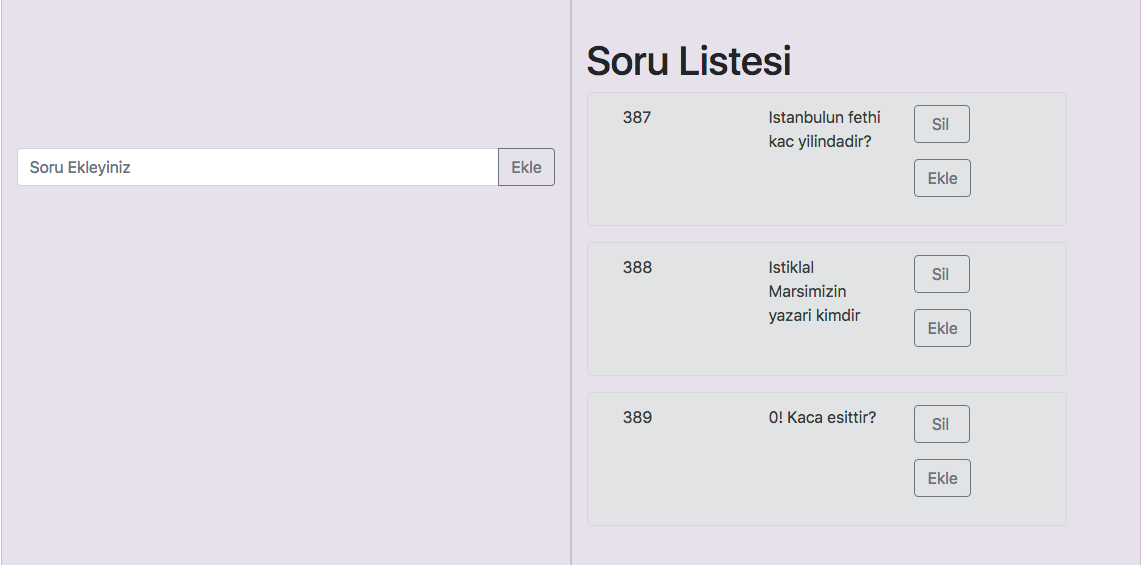 Soru Ekleyiniz
Ekle
Soru Listesi
387
Istanbulun fethi
kac yilindadir?
Sil
Ekle
388
Istiklal
Marsimizin
yazari kimdir
Sil
Ekle
389
0! Kaca esittir?
Sil
Ekle